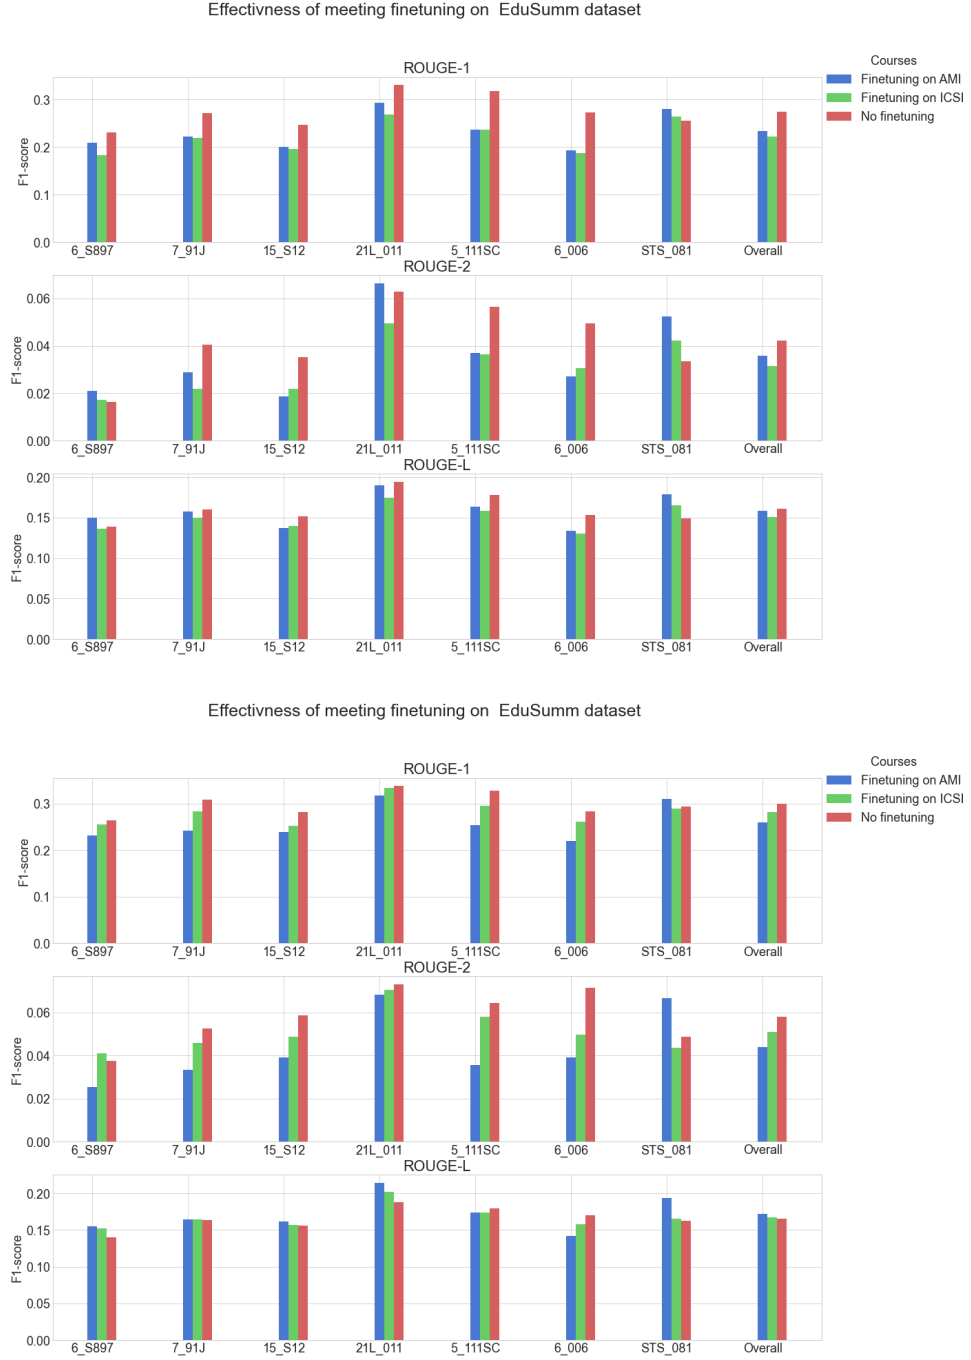 Effectivness of meeting finetuning on  EduSumm dataset
ROUGE-1
Courses
Finetuning on AMI
Finetuning on ICSI
No finetuning
F1-score
0.3
0.2
0.1
0.0
6_S897 7_91J 15_S12 21L_011 5_111SC 6_006 STS_081 Overall
ROUGE-2
F1-score
0.06
0.04
0.02
0.00
6_S897 7_91J 15_S12 21L_011 5_111SC 6_006 STS_081 Overall
ROUGE-L
F1-score
0.20
0.15
0.10
0.05
0.00
6_S897 7_91J 15_S12 21L_011 5_111SC 6_006 STS_081 Overall
Effectivness of meeting finetuning on  EduSumm dataset
ROUGE-1
Courses
Finetuning on AMI
Finetuning on ICSI
No finetuning
F1-score
0.3
0.2
0.1
0.0
6_S897 7_91J 15_S12 21L_011 5_111SC 6_006 STS_081 Overall
ROUGE-2
F1-score
0.06
0.04
0.02
0.00
6_S897 7_91J 15_S12 21L_011 5_111SC 6_006 STS_081 Overall
ROUGE-L
F1-score
0.20
0.15
0.10
0.05
0.00
6_S897 7_91J 15_S12 21L_011 5_111SC 6_006 STS_081 Overall